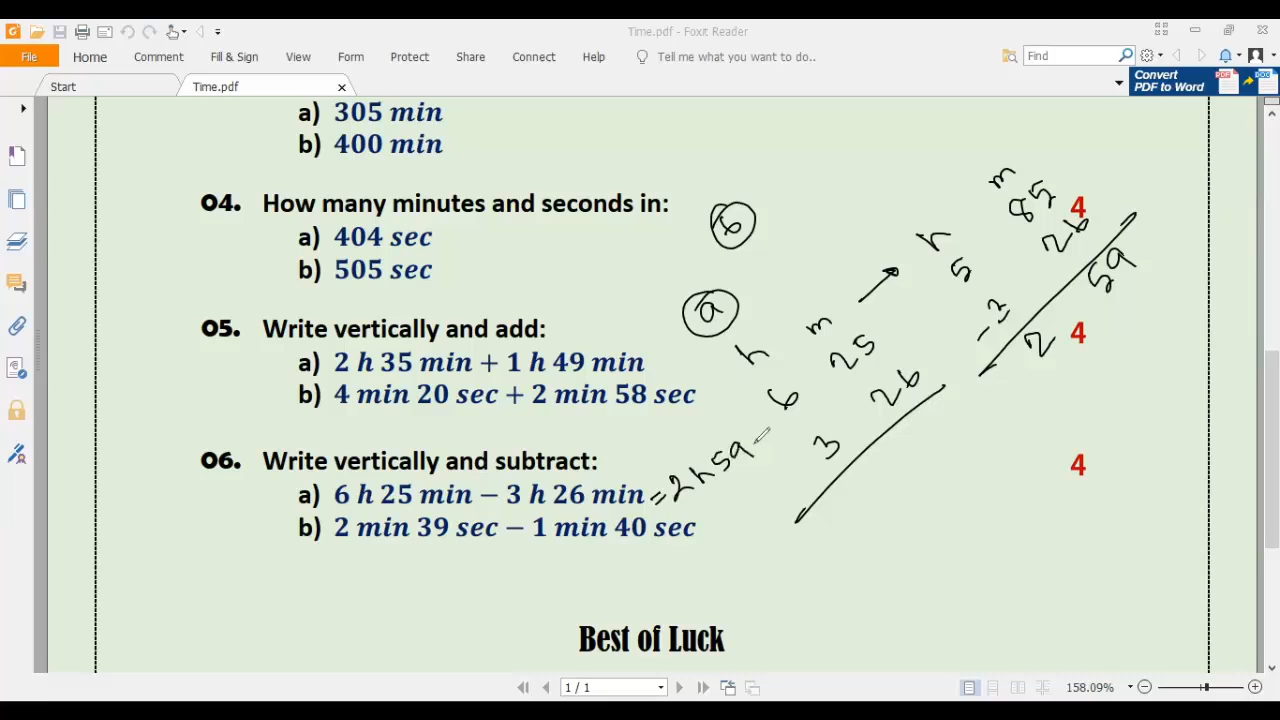 Time.pdf - Foxit Reader
File Home Comment Fill & Sign View Form Protect Share Connect Help Tell me what you want to do.. Find
Start Time.pdf
Convert
PDF to Word
PDF DOC
a) 305 min
b) 400 min
04. How many minutes and seconds in: 4
a) 404 sec
b) 505 sec
05. Write vertically and add: 4
a) 2 h 35 min + 1 h 49 min
b) 4 min 20 sec + 2 min 58 sec
06. Write vertically and subtract: 4
a) 6 h 25 min − 3 h 26 min = 2 h 59
b) 2 min 39 sec − 1 min 40 sec
6
a
h m
6 25
3 26
h m
5 85
- 3 26
2 59
Best of Luck
1 / 1
158.09%